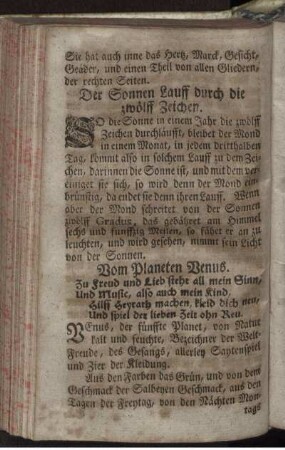 Sie hat auch inne das Hertz, Marck, Gesicht,
Geäder, und einen Theil von allen Gliedern,
der rechten Seiten.
Der Sonnen Lauff durch die
zwölff Zeichen.
SO die Sonne in einem Jahr die zwölff
Zeichen durchläufft, bleibet der Mond
in einem Monat, in jedem dritthalben
Tag, kömmt also in solchem Lauff zu dem Zei-
chen, darinnen die Sonne ist, und mit dem ver-
einiget sie sich, so wird denn der Mond
brünstig, da endet sie denn ihren Lauff. Wenn
aber der Mond schreitet von der Sonnen
zwölff Gradus, das gebähret am Himmel
sechs und funffzig Meilen, so fähet er an zu
leuchten, und wird gesehen, nimmt sein Licht
von der Sonnen.
Vom Planeten Venus.
Zu Freud und Lieb steht all mein Sinn,
Und Music, also auch mein Kind,
Hilff Heyrath machen, kleid dich neu,
Und spiel der lieben Zeit ohn Reu.
VEnus, der fünffte Planet, von Natur
kalt und feuchte, Bezeichner der Welt-
Freude, des Gesangs, allerley Saytenspiel
und Zier der Kleidung.
Aus den Farben das Grün, und von dem
Geschmack der Salbeyen Geschmack, aus den
Tagen der Freytag, von den Nächten Mon-
tags